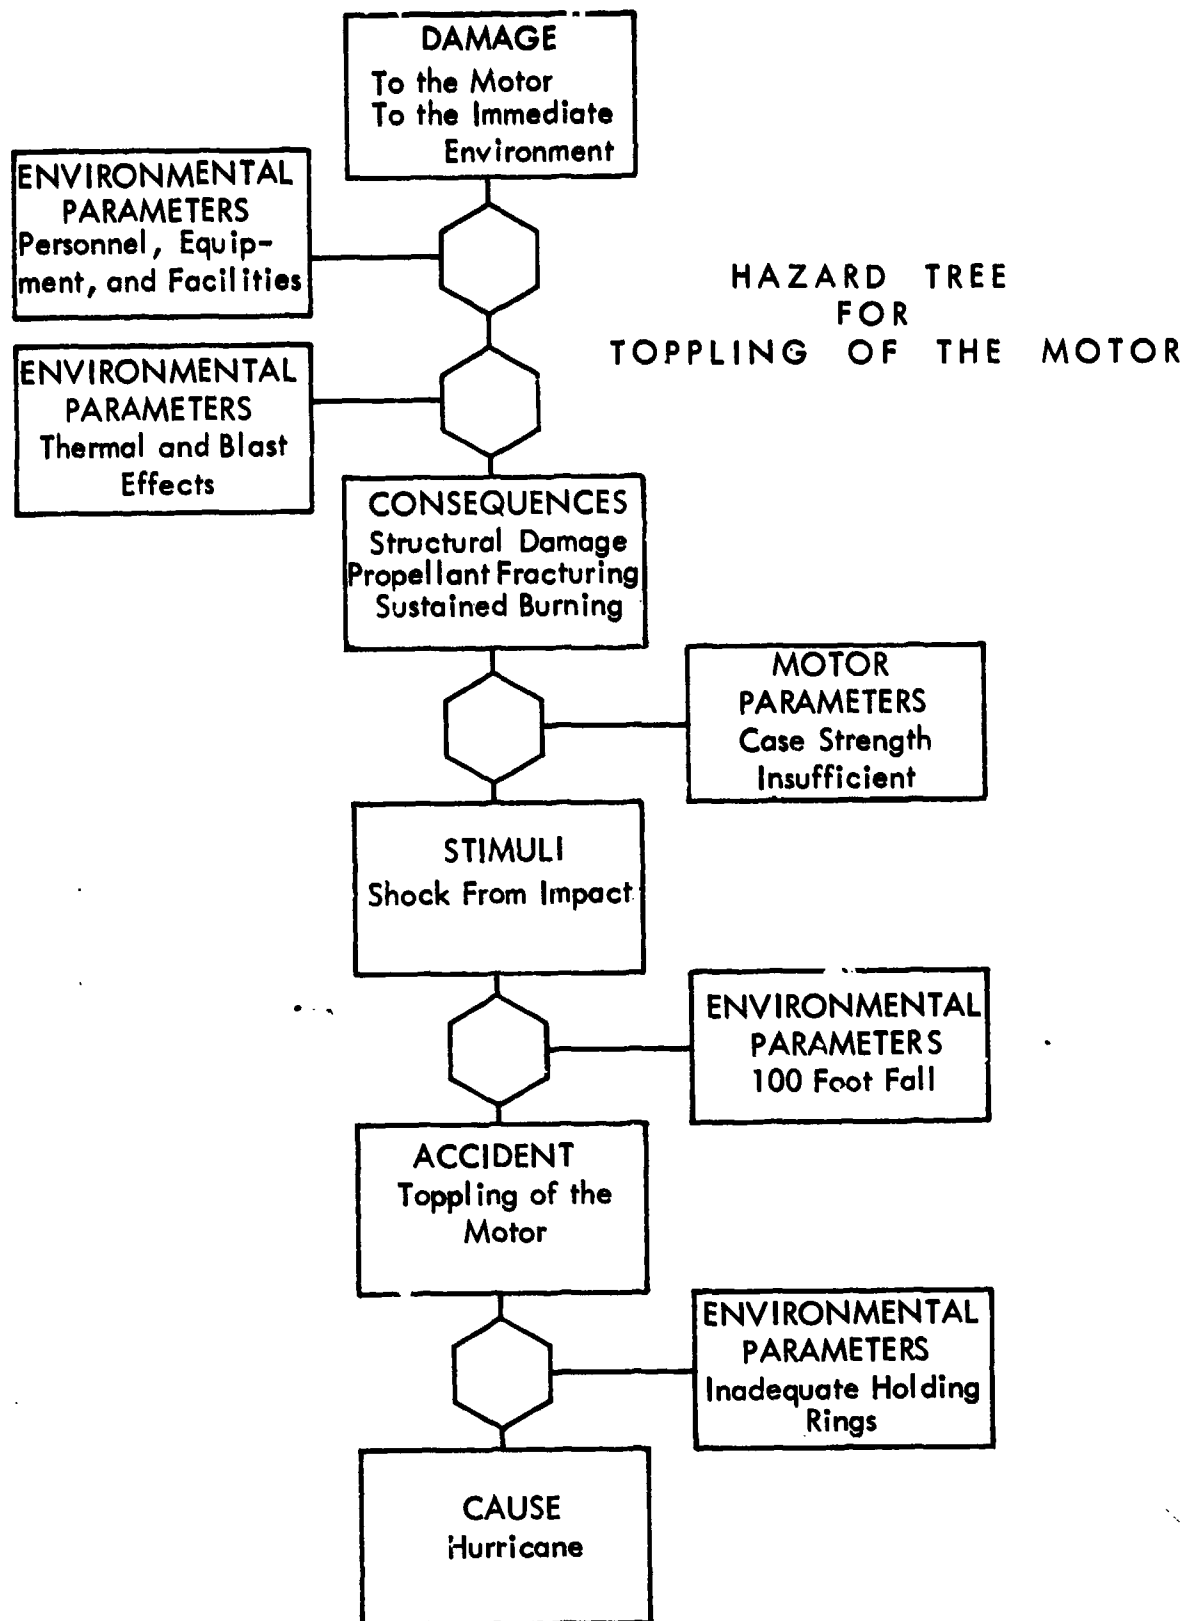 DAMAGE
To the Motor
To the Immediate
Environment
ENVIRONMENTAL
PARAMETERS
Personnel, Equip-
ment, and Facilities
HAZARD TREE
FOR
TOPPLING OF THE MOTOR
ENVIRONMENTAL
PARAMETERS
Thermal and Blast
Effects
CONSEQUENCES
Structural Damage
Propellant Fracturing
Sustained Burning
MOTOR
PARAMETERS
Case Strength
Insufficient
STIMULI
Shock From Impact
ENVIRONMENTAL
PARAMETERS
100 Foot Fall
ACCIDENT
Toppling of the
Motor
ENVIRONMENTAL
PARAMETERS
Inadequate Holding
Rings
CAUSE
Hurricane